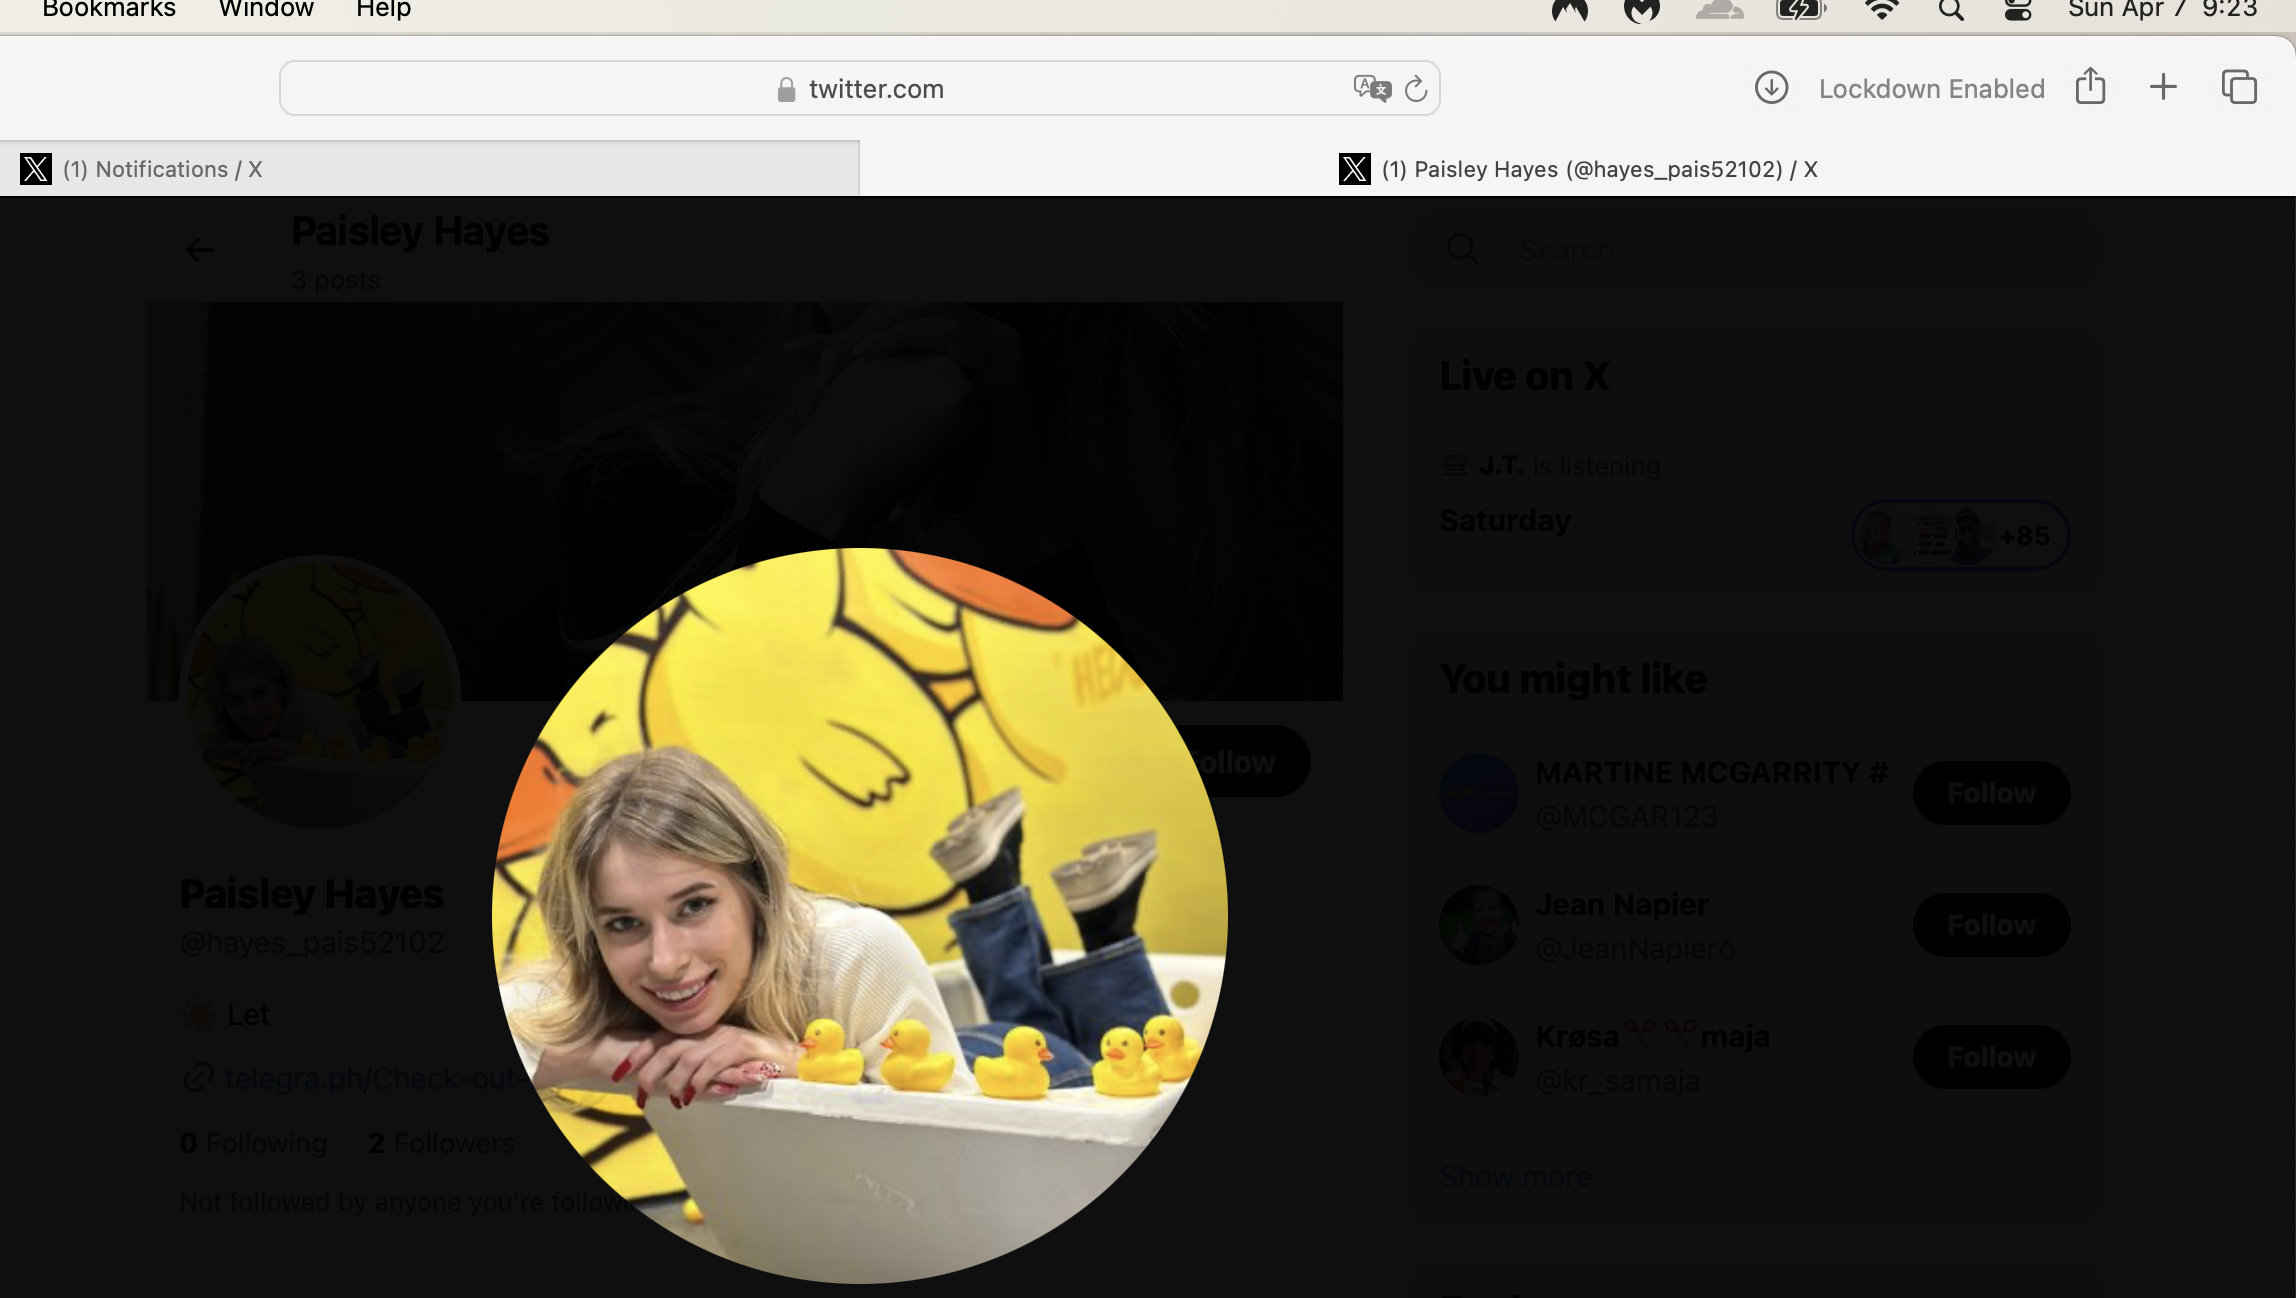 Bookmarks Window Help Sun Apr 7 9:23
twitter.com Lockdown Enabled
(1) Notifications / X (1) Paisley Hayes (@hayes_pais52102) / X
Paisley Hayes
3 posts
Search
Live on X
J.T. is listening
Saturday +85
You might like
Follow
MARTINE MCGARRITY #
@MCGAR123
Follow
Jean Napier
@JeanNapier6
Follow
Krøsa maja
@kr_samaja
Follow
Show more
Paisley Hayes
@hayes_pais52102
Let
telegra.ph/Check-out-
0 Following 2 Followers
Not followed by anyone you're